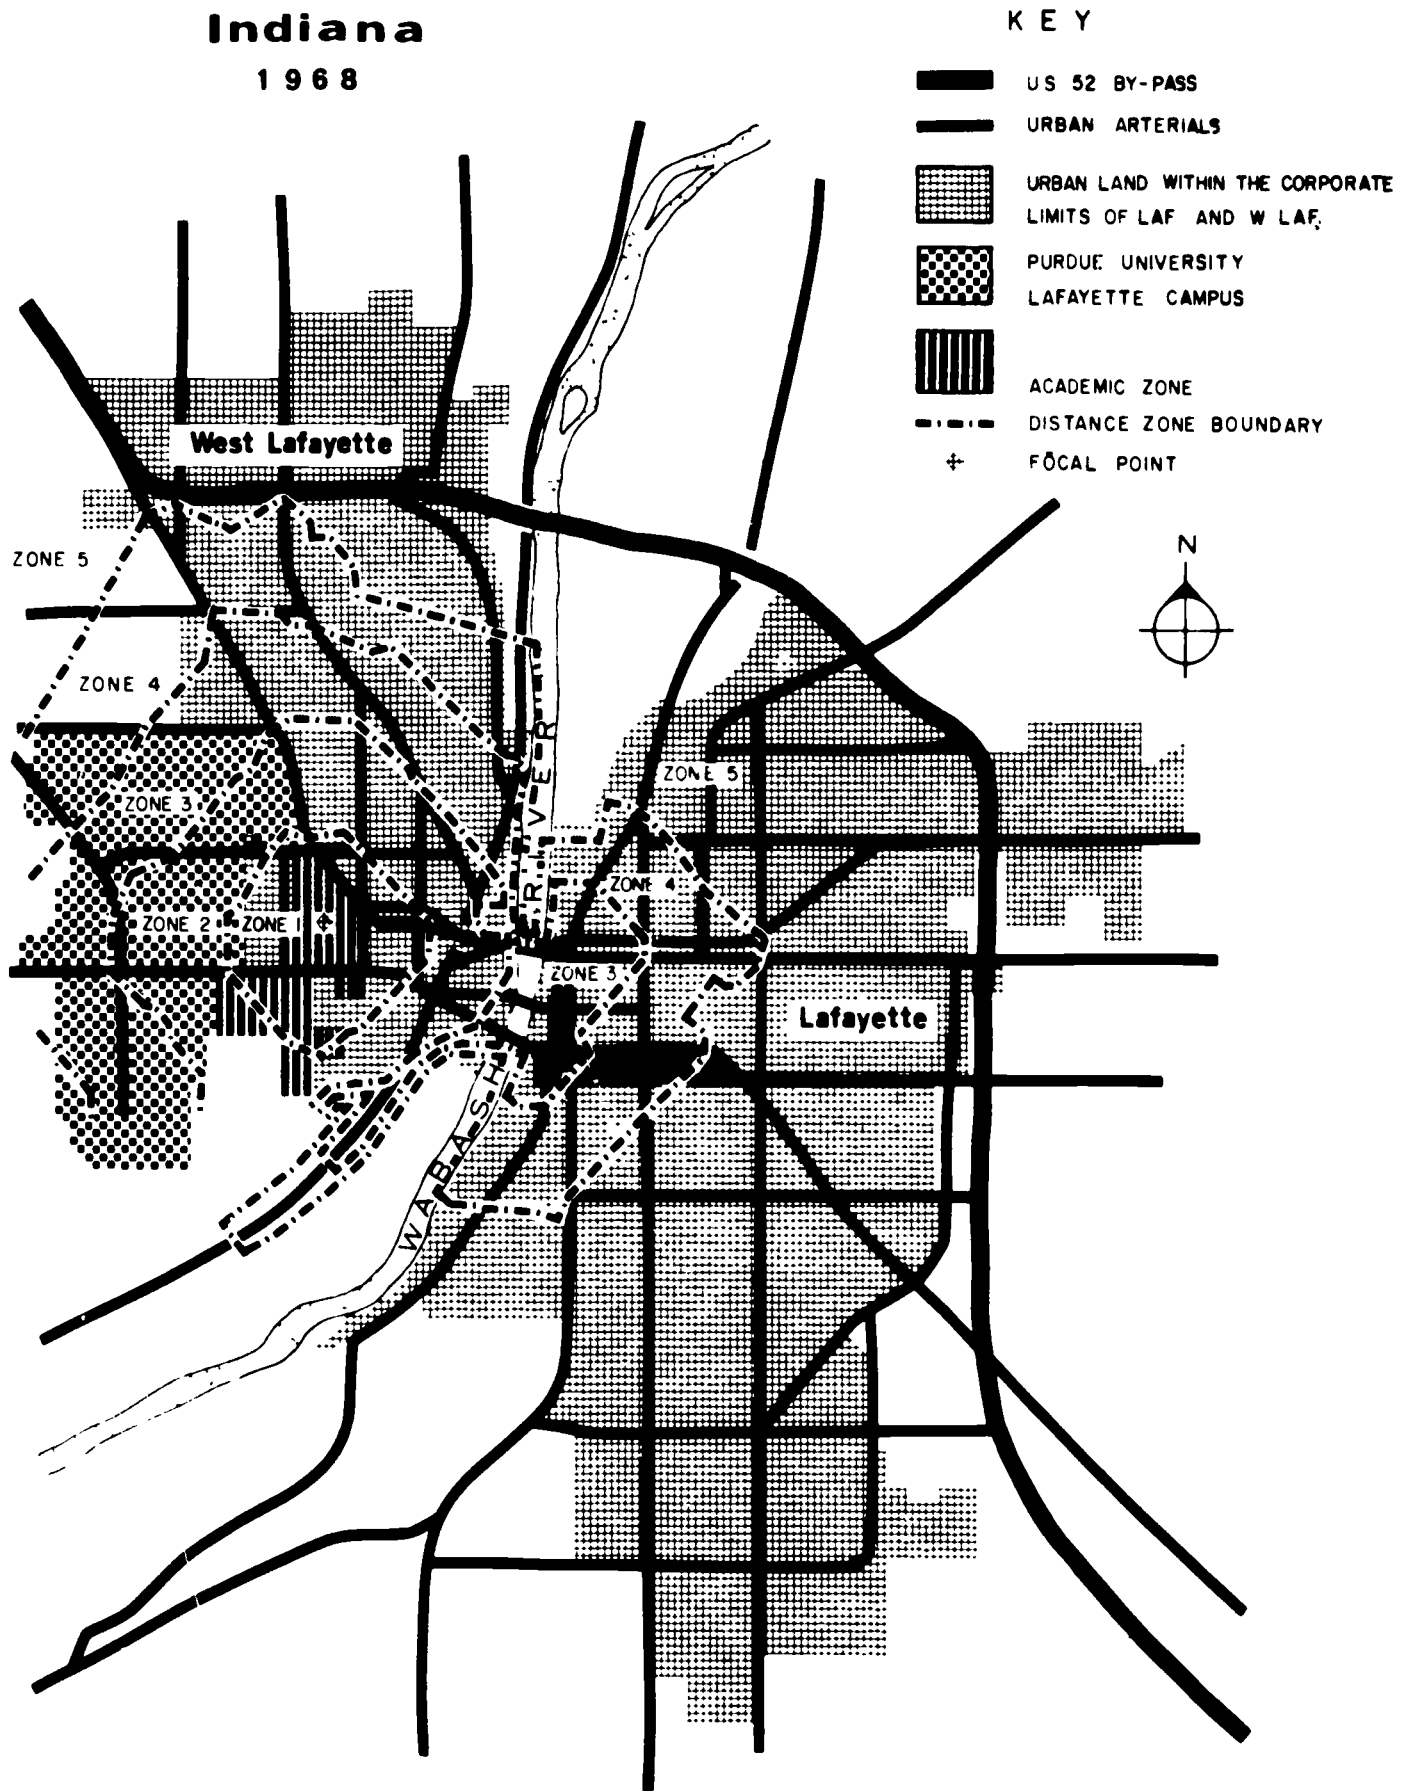 Indiana
1968
KEY
US 52 BY-PASS
URBAN ARTERIALS
URBAN LAND WITHIN THE CORPORATE
LIMITS OF LAF AND W LAF.
PURDUE UNIVERSITY
LAFAYETTE CAMPUS
ACADEMIC ZONE
DISTANCE ZONE BOUNDARY
FOCAL POINT
N
West Lafayette
ZONE 5
ZONE 4
ZONE 3
ZONE 2
ZONE 1
ZONE 5
ZONE 4
ZONE 3
Lafayette
WABASH
RIVER